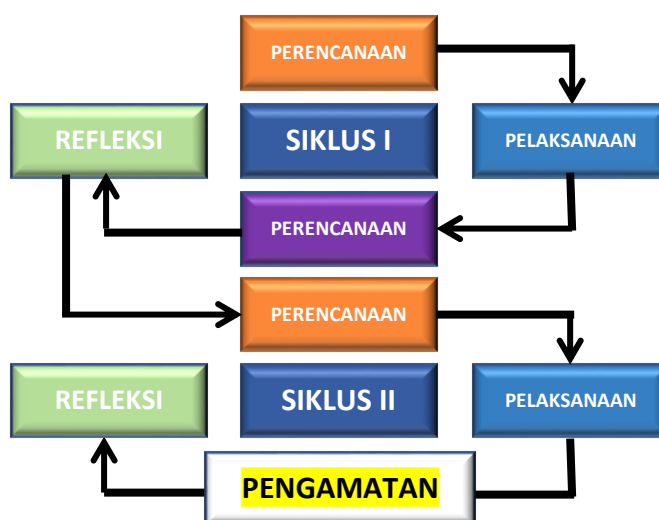 PERENCANAAN
REFLEKSI
SIKLUS I
PELAKSANAAN
PERENCANAAN
PERENCANAAN
REFLEKSI
SIKLUS II
PELAKSANAAN
PENGAMATAN